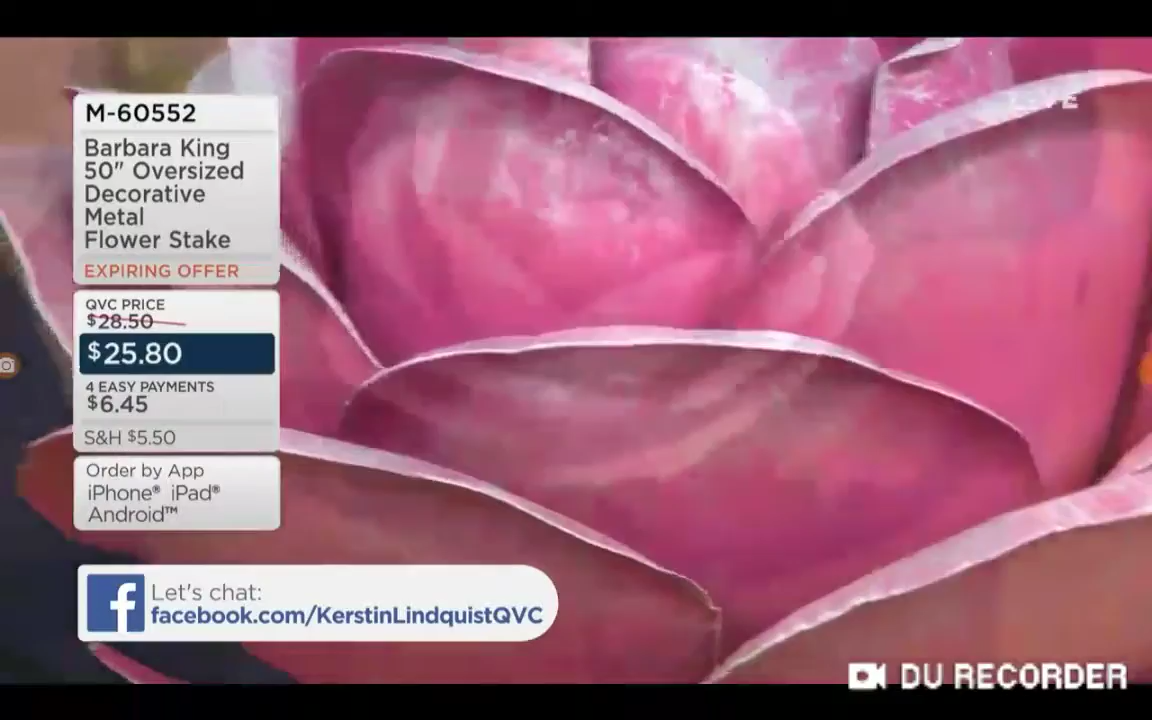 M-60552
Barbara King
50" Oversized
Decorative
Metal
Flower Stake
EXPIRING OFFER
QVC PRICE
$28.50
$25.80
4 EASY PAYMENTS
$6.45
S&H $5.50
Order by App
iPhone® iPad®
Android™
Let's chat:
facebook.com/KerstinLindquistQVC
LIVE
DU RECORDER